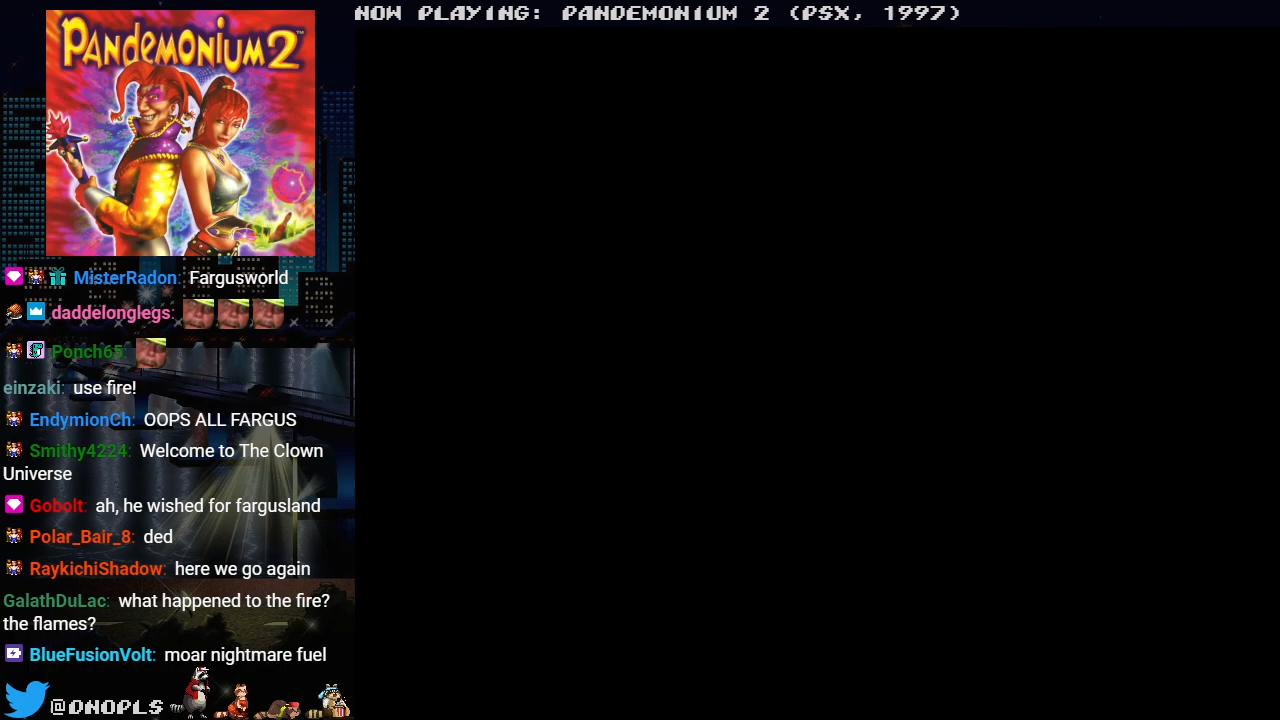 NOW PLAYING: PANDEMONIUM 2 (PSX, 1997)
PANDEMONIUM 2™
MisterRadon: Fargusworld
daddelonglegs:
Ponch65:
einzaki: use fire!
EndymionCh: OOPS ALL FARGUS
Smithy4224: Welcome to The Clown
Universe
Gobolt: ah, he wished for fargusland
Polar_Bair_8: ded
RaykichiShadow: here we go again
GalathDuLac: what happened to the fire?
the flames?
BlueFusionVolt: moar nightmare fuel
@DHOPLS